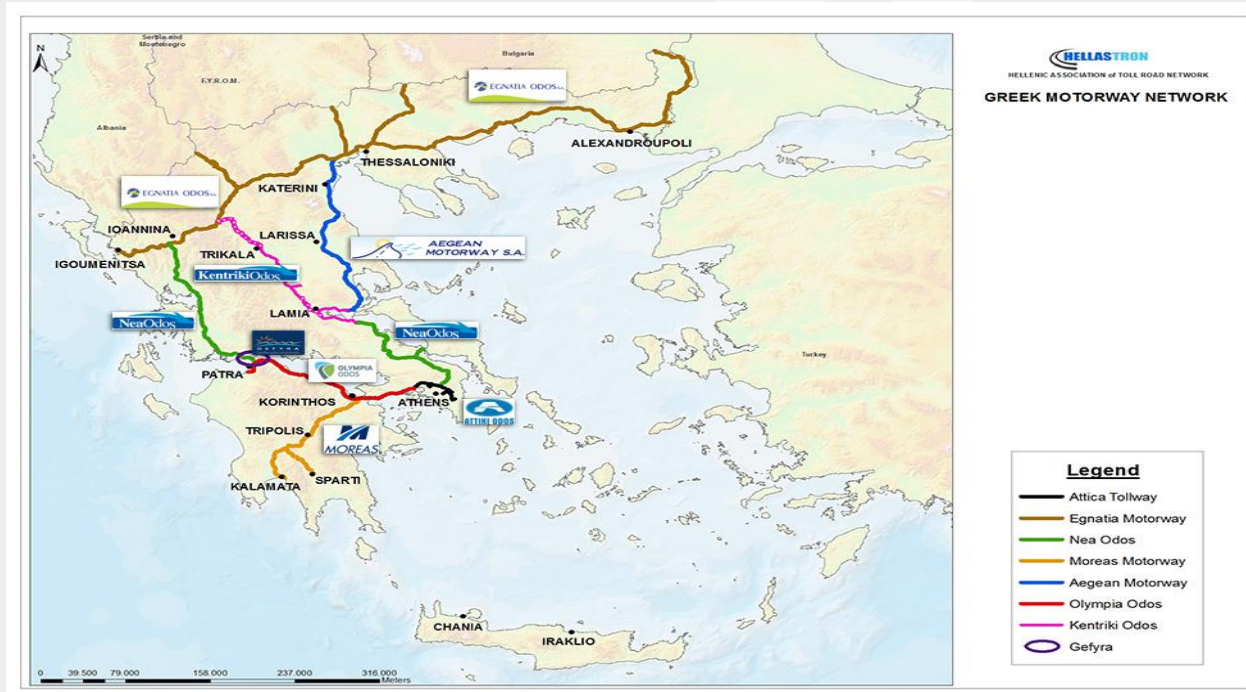 HELLASTRON
HELLENIC ASSOCIATION of TOLL ROAD NETWORK
GREEK MOTORWAY NETWORK
N
Serbia and
Montenegro
Bulgaria
F.Y.R.O.M.
Albania
EGNATIA ODOS S.A.
ALEXANDROUPOLI
THESSALONIKI
KATERINI
EGNATIA ODOS S.A.
IOANNINA
LARISSA
AEGEAN
MOTORWAY S.A.
TRIKALA
IGOUMENITSA
KentrikiOdos
LAMIA
NeaOdos
NeaOdos
GEFYRA
Turkey
PATRA
OLYMPIA
ODOS
KORINTHOS
ATHENS
ATTIKI ODOS
TRIPOLIS
MOREAS
KALAMATA
SPARTI
CHANIA
IRAKLIO
0 39.500 79.000 158.000 237.000 316.000
Meters
Legend
Attica Tollway
Egnatia Motorway
Nea Odos
Moreas Motorway
Aegean Motorway
Olympia Odos
Kentriki Odos
Gefyra